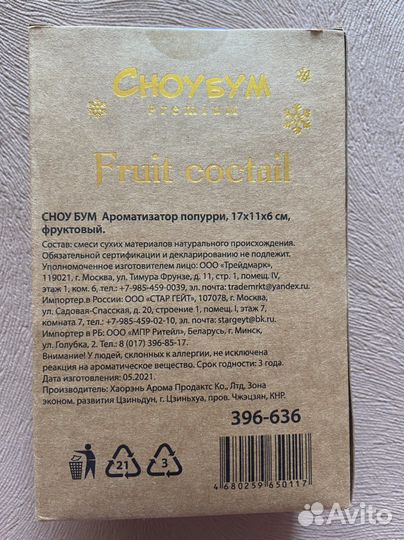 СНОУБУМ
Premium
Fruit coctail
СНОУ БУМ Ароматизатор попурри, 17х11х6 см,
фруктовый.
Состав: смеси сухих материалов натурального происхождения.
Обязательной сертификации и декларированию не подлежит.
Уполномоченное изготовителем лицо: ООО «Трейдмарк»,
119021, г. Москва, ул. Тимура Фрунзе, д. 11, стр. 1, помещ. IV,
этаж 1, ком. 6, тел.: +7-985-459-0039, эл. почта: trademrkt@yandex.ru
Импортер в России: ООО «СТАР ГЕЙТ», 107078, г. Москва,
ул. Садовая-Спасская, д. 20, строение 1, помещ. I, этаж 7,
комната 7, тел.: +7-985-459-02-10, эл. почта: stargeyt@bk.ru.
Импортер в РБ: ООО «МПР Ритейл», Беларусь, г. Минск,
ул. Голубка, 2. Тел.: 8 (017) 396-85-17.
Внимание! У людей, склонных к аллергии, не исключена
реакция на ароматическое вещество. Срок годности: 3 года.
Дата изготовления: 05.2021.
Производитель: Хаорэнь Арома Продактс Ко., Лтд, Зона
эконом. развития Цзиньдун, г. Цзиньхуа, пров. Чжэцзян, КНР.
396-636
21
3
4 680259 650117
Avito